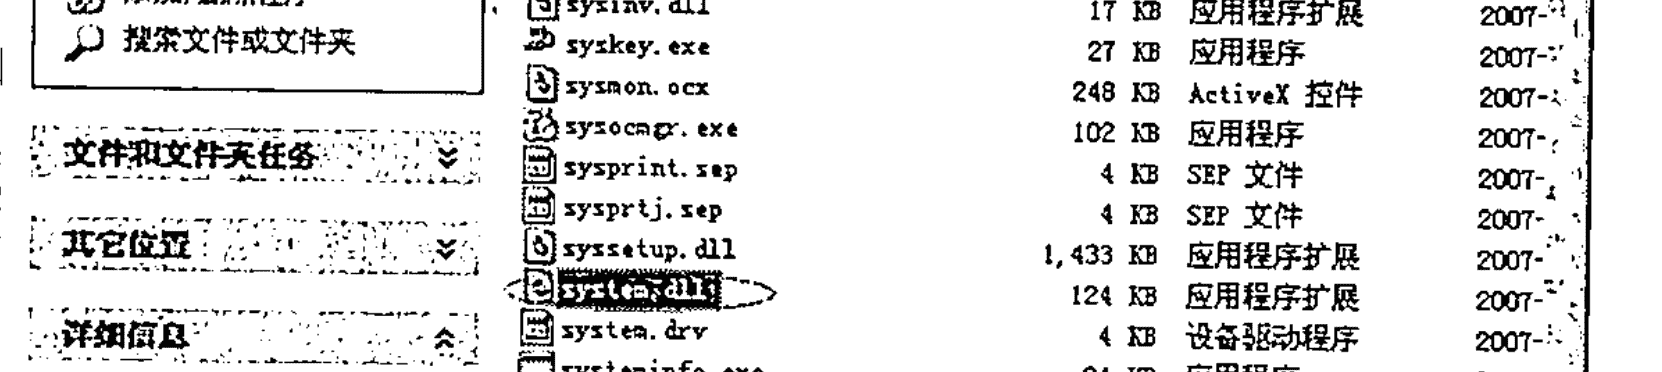 搜索文件或文件夹
文件和文件夹任务
其它位置
详细信息
sysinv.dll 17 KB 应用程序扩展 2007-
syskey.exe 27 KB 应用程序 2007-
sysmon.ocx 248 KB ActiveX 控件 2007-
sysocmgr.exe 102 KB 应用程序 2007-
sysprint.sep 4 KB SEP 文件 2007-
sysprtj.sep 4 KB SEP 文件 2007-
syssetup.dll 1,433 KB 应用程序扩展 2007-
system.dll 124 KB 应用程序扩展 2007-
system.drv 4 KB 设备驱动程序 2007-